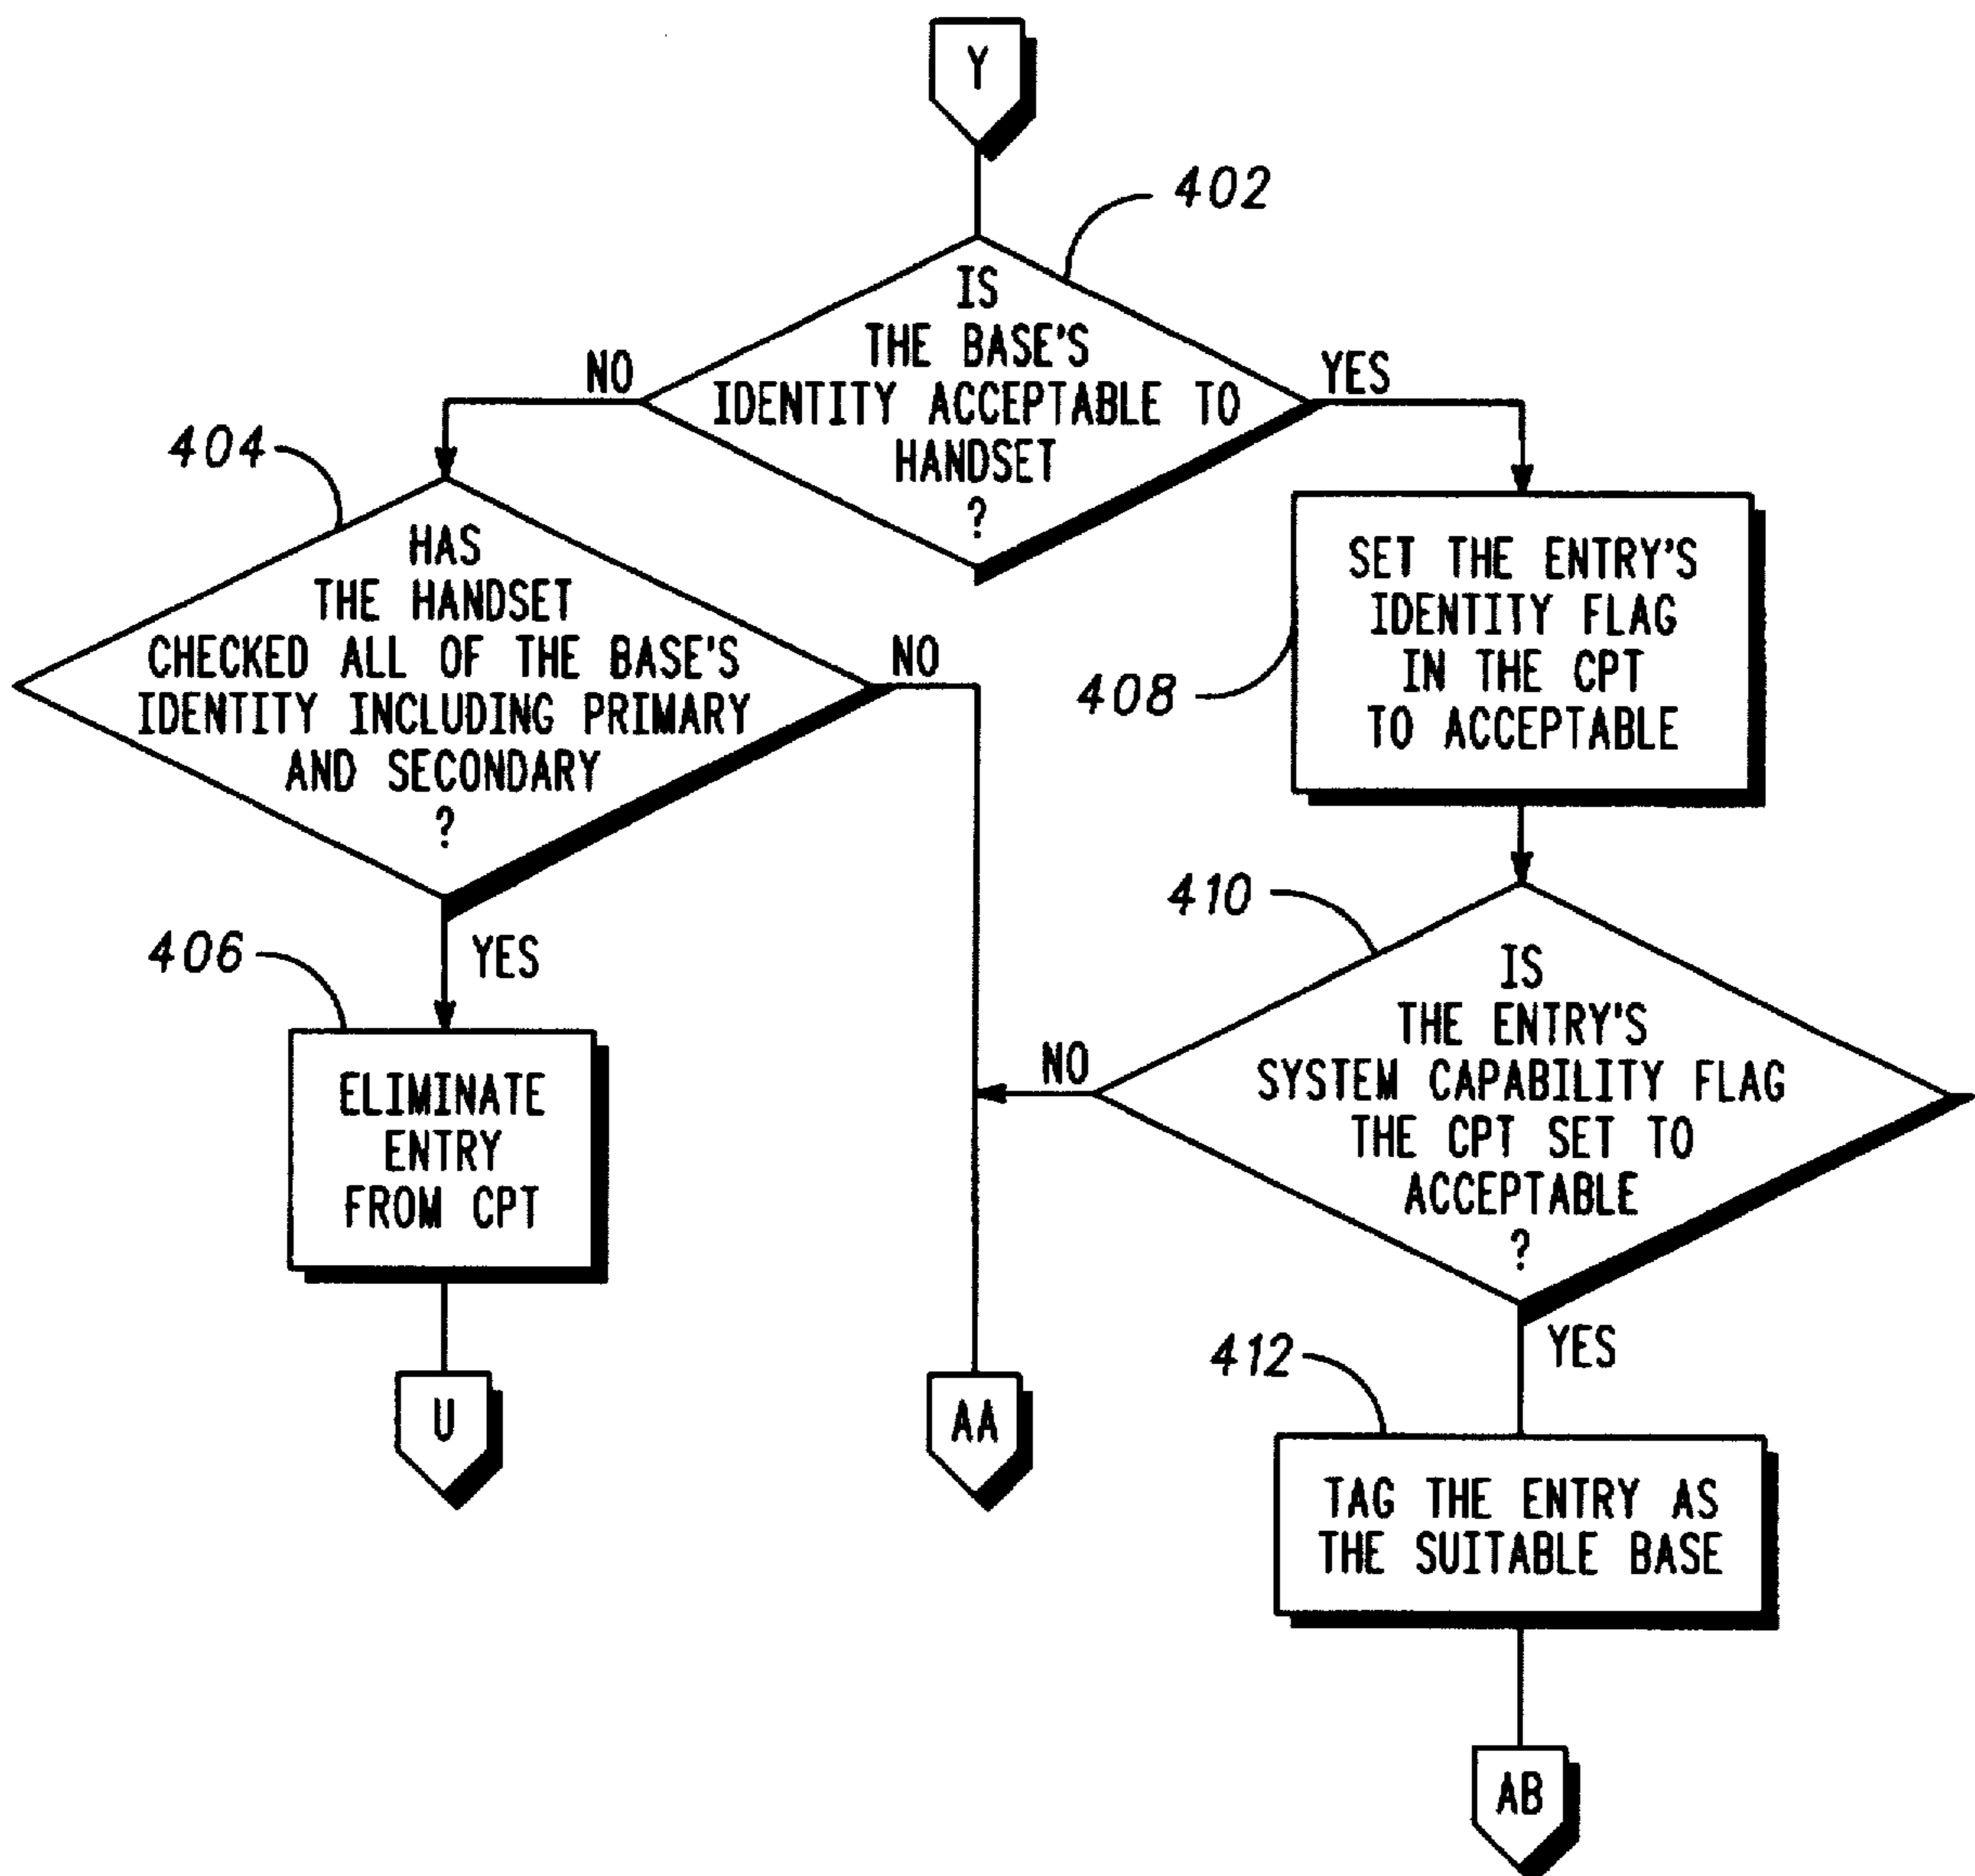 Y
402
IS
THE BASE'S
IDENTITY ACCEPTABLE TO
HANDSET
?
NO
YES
404
HAS
THE HANDSET
CHECKED ALL OF THE BASE'S
IDENTITY INCLUDING PRIMARY
AND SECONDARY
?
NO
YES
408
SET THE ENTRY'S
IDENTITY FLAG
IN THE CPT
TO ACCEPTABLE
406
ELIMINATE
ENTRY
FROM CPT
U
AA
410
IS
THE ENTRY'S
SYSTEM CAPABILITY FLAG
THE CPT SET TO
ACCEPTABLE
?
NO
YES
412
TAG THE ENTRY AS
THE SUITABLE BASE
AB